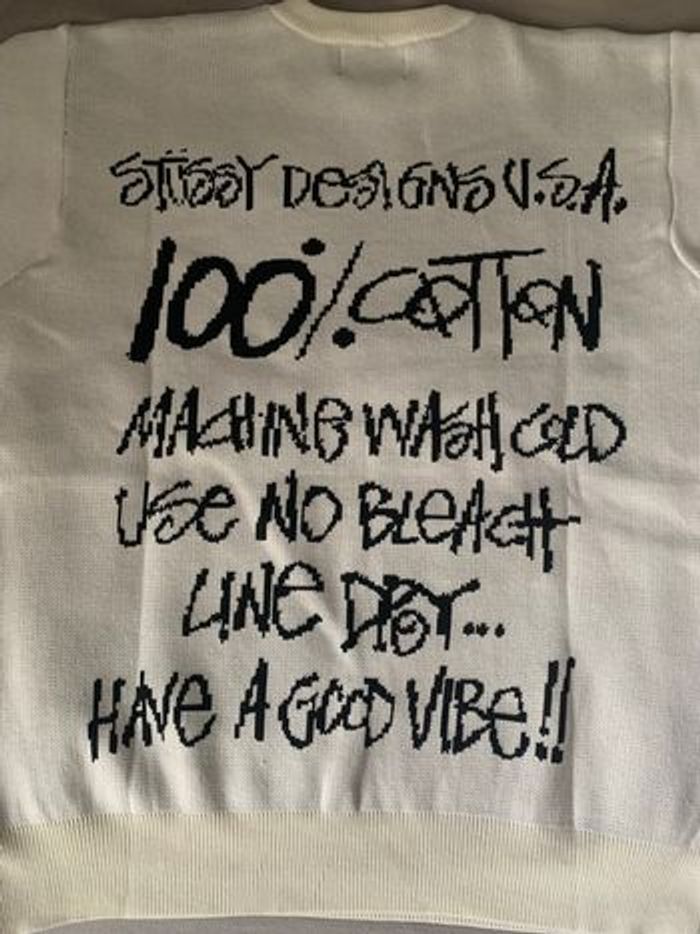 STÜSSY DESIGNS U.S.A.
100% COTTON
MACHINE WASH COLD
USE NO BLEACH
LINE DRY...
HAVE A GOOD VIBE!!